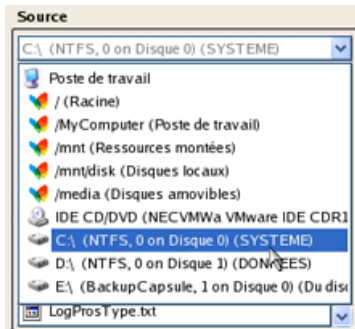 Source
C:\ (NTFS, 0 on Disque 0) (SYSTEME)
Poste de travail
/ (Racine)
/MyComputer (Poste de travail)
/mnt (Ressources montées)
/mnt/disk (Disques locaux)
/media (Disques amovibles)
IDE CD/DVD (NECVMWa VMware IDE CDR1
C:\ (NTFS, 0 on Disque 0) (SYSTEME)
D:\ (NTFS, 0 on Disque 1) (DONNEES)
E:\ (BackupCapsule, 1 on Disque 0) (Du disc
LogProsType.txt